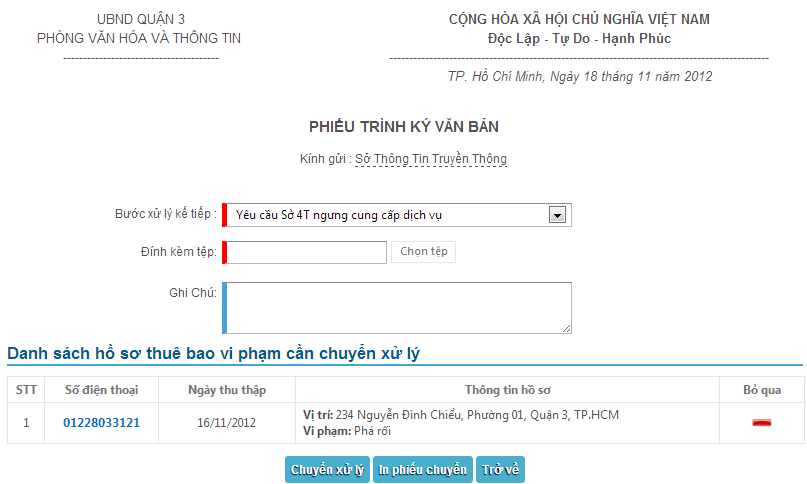 UBND QUẬN 3
PHÒNG VĂN HÓA VÀ THÔNG TIN
CỘNG HÒA XÃ HỘI CHỦ NGHĨA VIỆT NAM
Độc Lập - Tự Do - Hạnh Phúc
TP. Hồ Chí Minh, Ngày 18 tháng 11 năm 2012
PHIẾU TRÌNH KÝ VĂN BẢN
Kính gửi : Sở Thông Tin Truyền Thông
Bước xử lý kế tiếp : Yêu cầu Sở 4T ngưng cung cấp dịch vụ
Đính kèm tệp: Chọn tệp
Ghi Chú:
Danh sách hồ sơ thuê bao vi phạm cần chuyển xử lý
STT Số điện thoại Ngày thu thập Thông tin hồ sơ Bỏ qua
1 01228033121 16/11/2012 Vị trí: 234 Nguyễn Đình Chiểu, Phường 01, Quận 3, TP.HCM
Vi phạm: Phá rối
Chuyển xử lý In phiếu chuyển Trở về